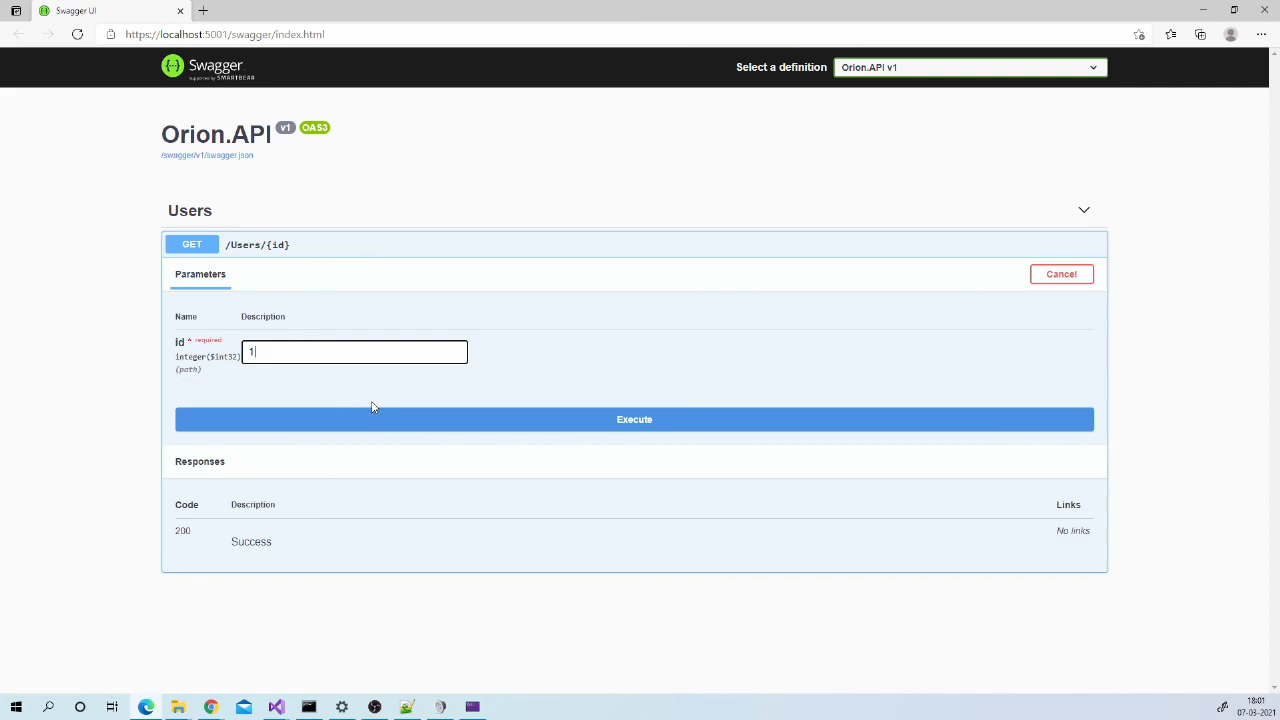 Swagger UI
https://localhost:5001/swagger/index.html
Swagger
Supported by SMARTBEAR
Select a definition
Orion.API v1
Orion.API v1 OAS3
/swagger/v1/swagger.json
Users
GET /Users/{id}
Parameters
Cancel
Name Description
id * required
integer($int32)
(path)
1
Execute
Responses
Code Description Links
200 Success No links
18:01
07-03-2021